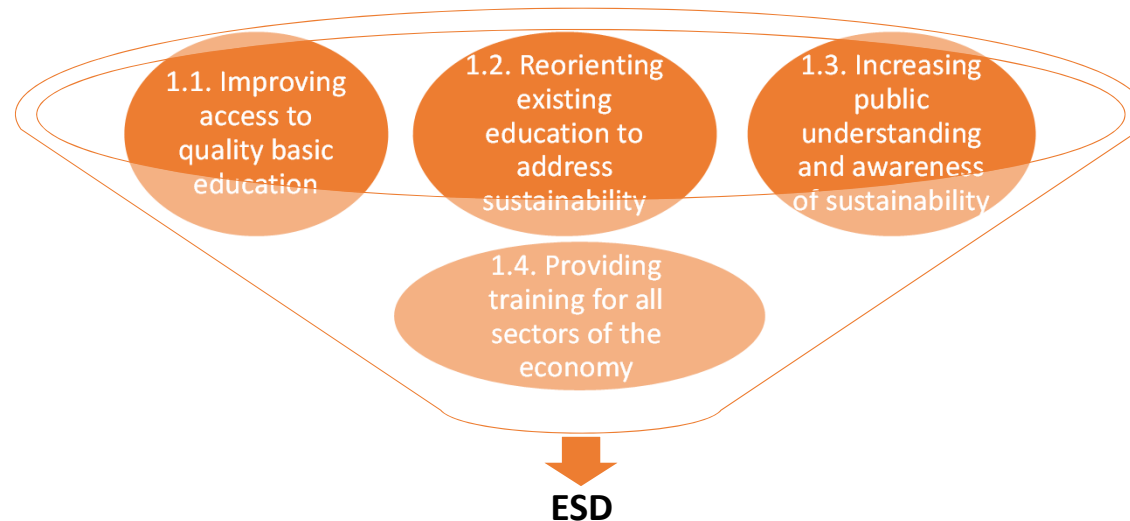 1.1. Improving
access to
quality basic
education
1.2. Reorienting
existing
education to
address
sustainability
1.3. Increasing
public
understanding
and awareness
of sustainability
1.4. Providing
training for all
sectors of the
economy
ESD